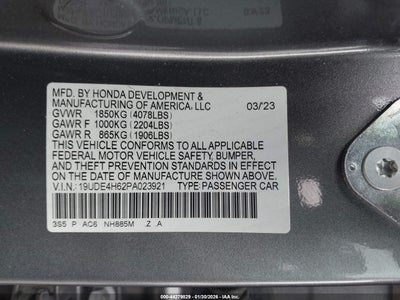 MFD. BY HONDA DEVELOPMENT &
MANUFACTURING OF AMERICA, LLC 03/23
GVWR 1850KG (4078LBS)
GAWR F 1000KG (2204LBS)
GAWR R 865KG (1906LBS)
THIS VEHICLE CONFORMS TO ALL APPLICABLE
FEDERAL MOTOR VEHICLE SAFETY, BUMPER,
AND THEFT PREVENTION STANDARDS IN EFFECT
ON THE DATE OF MANUFACTURE SHOWN ABOVE.
V.I.N.: 19UDE4H62PA023921 TYPE: PASSENGER CAR
3S5 P AC6 NH885M Z A
000-44279829 - 01/30/2026 - IAA Inc.